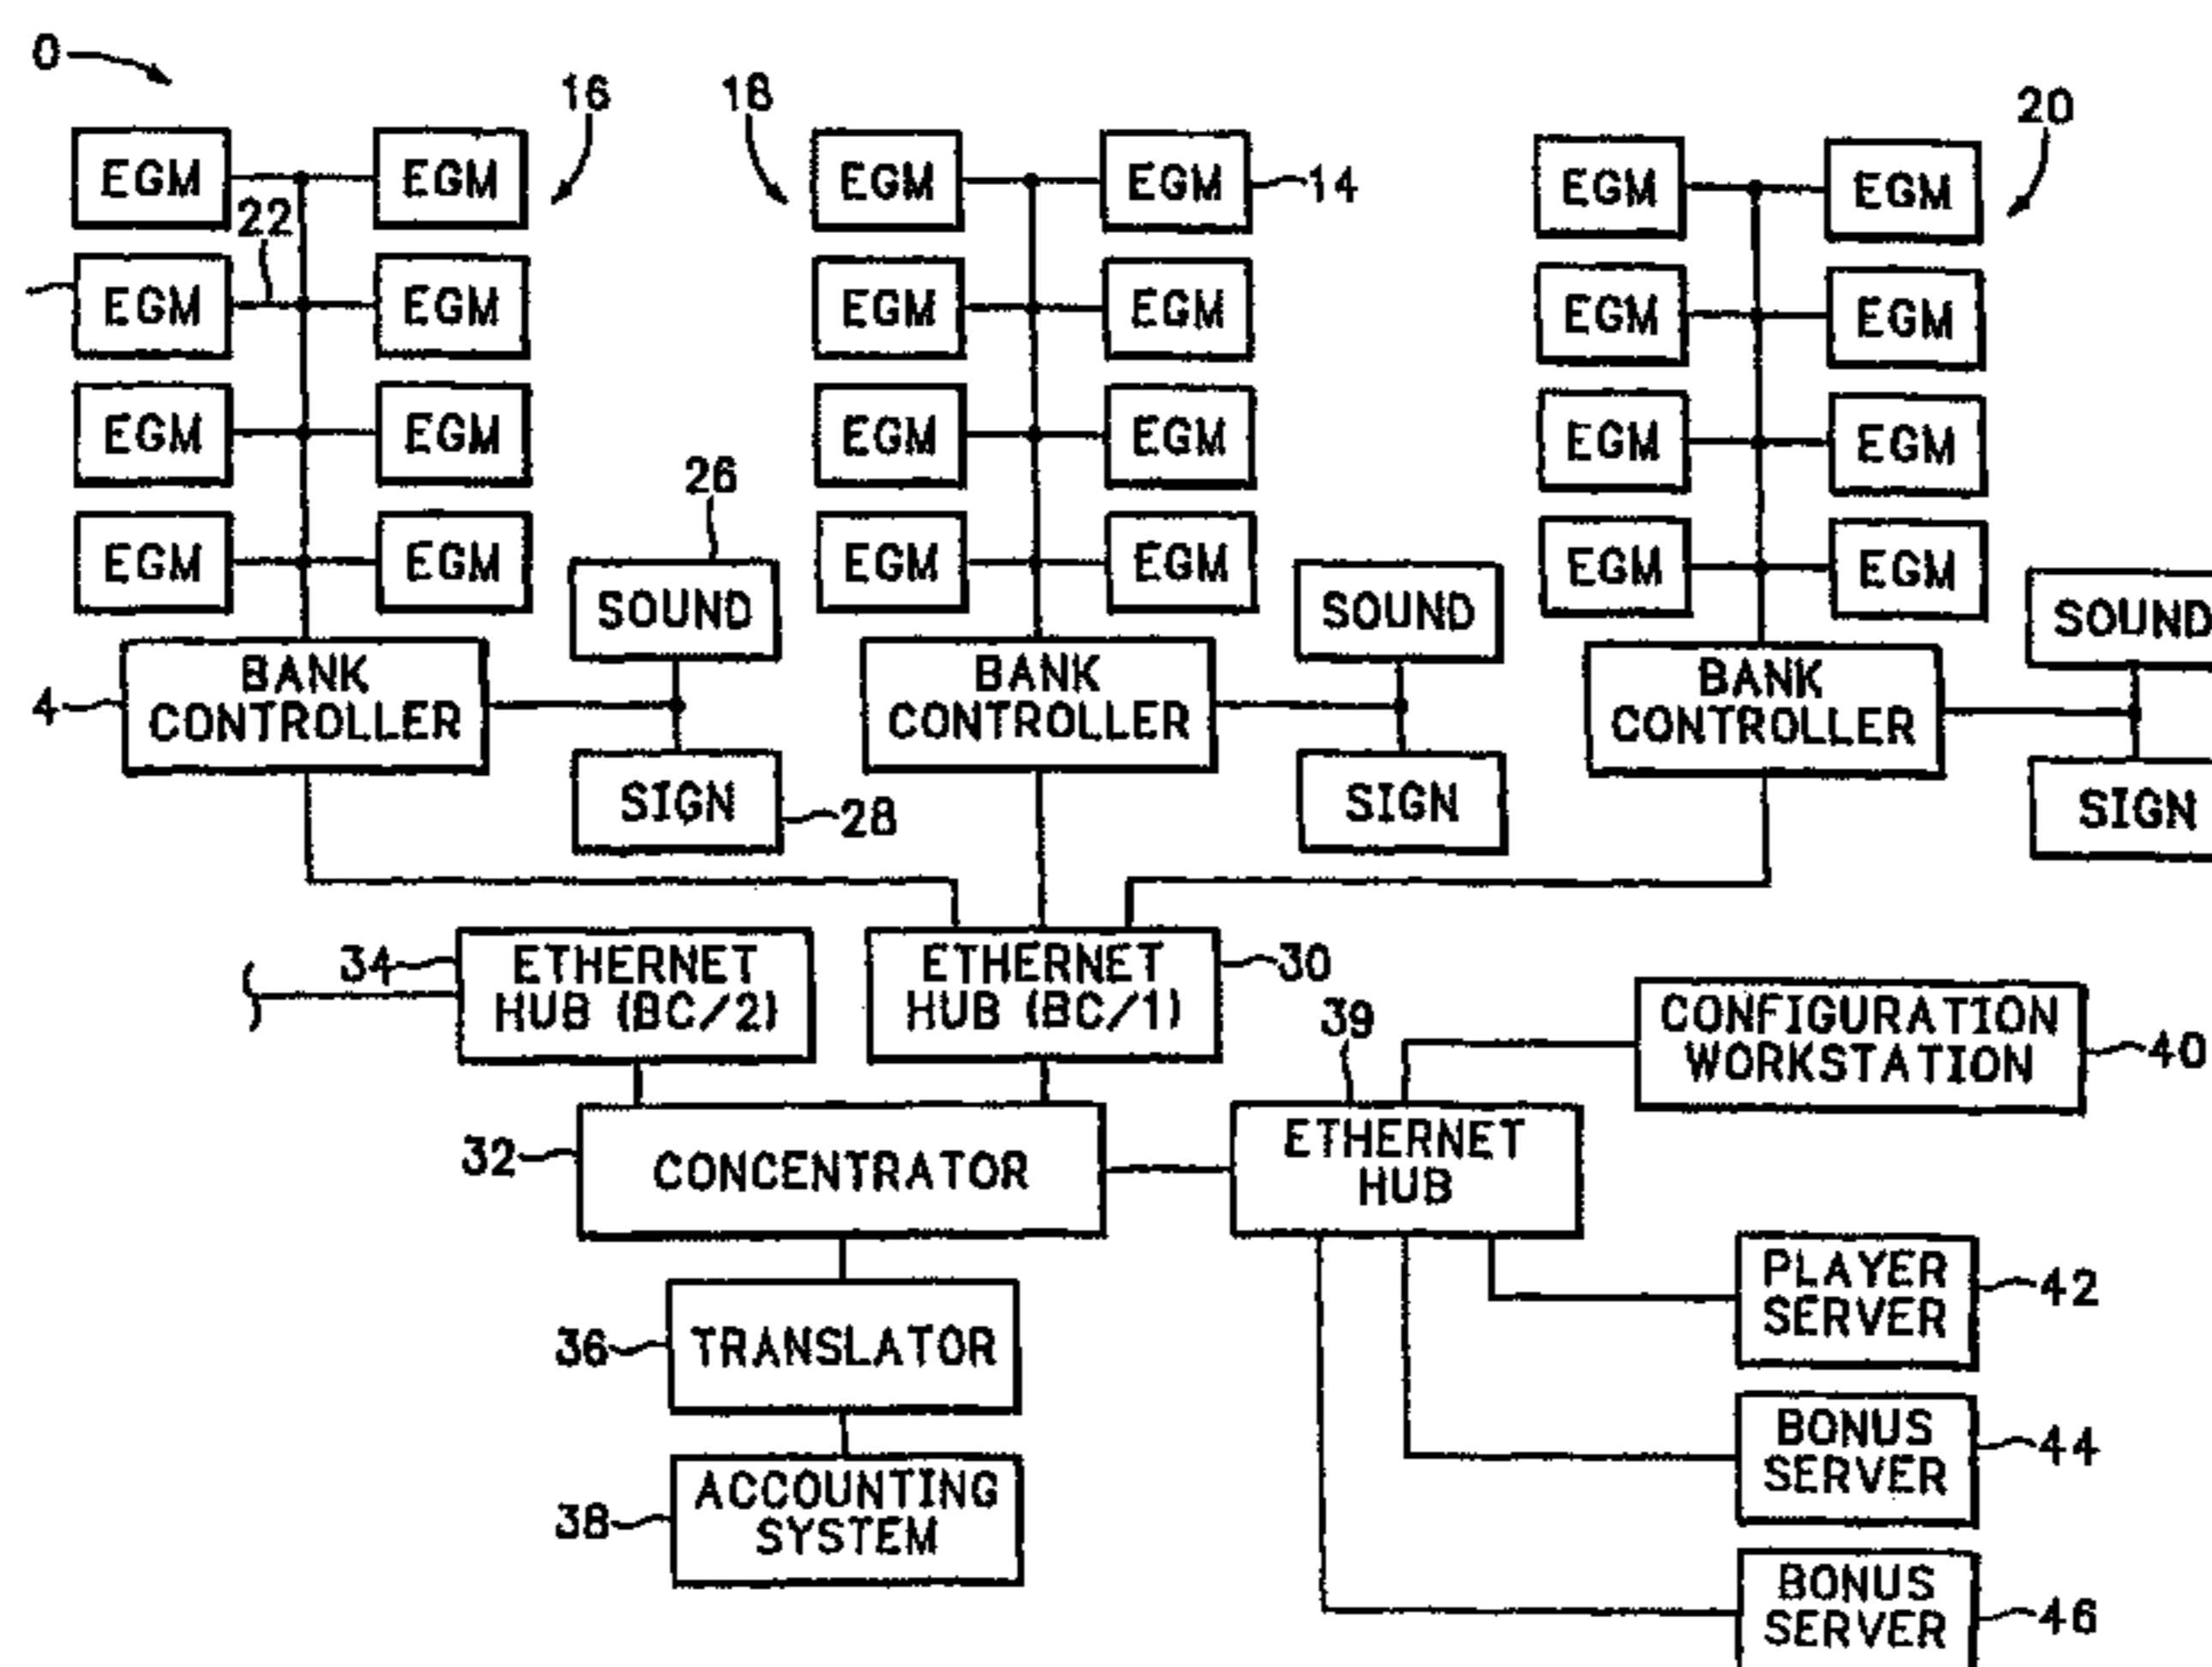 0
16
18
20
EGM
EGM
EGM
EGM
14
EGM
EGM
22
EGM
EGM
EGM
EGM
EGM
EGM
EGM
EGM
EGM
EGM
EGM
EGM
26
EGM
EGM
EGM
EGM
EGM
EGM
SOUND
SOUND
SOUND
4
BANK
CONTROLLER
BANK
CONTROLLER
BANK
CONTROLLER
SIGN
28
SIGN
SIGN
34
ETHERNET
HUB (BC/2)
ETHERNET
HUB (BC/1)
30
39
CONFIGURATION
WORKSTATION
40
32
CONCENTRATOR
ETHERNET
HUB
PLAYER
SERVER
42
36
TRANSLATOR
BONUS
SERVER
44
38
ACCOUNTING
SYSTEM
BONUS
SERVER
46